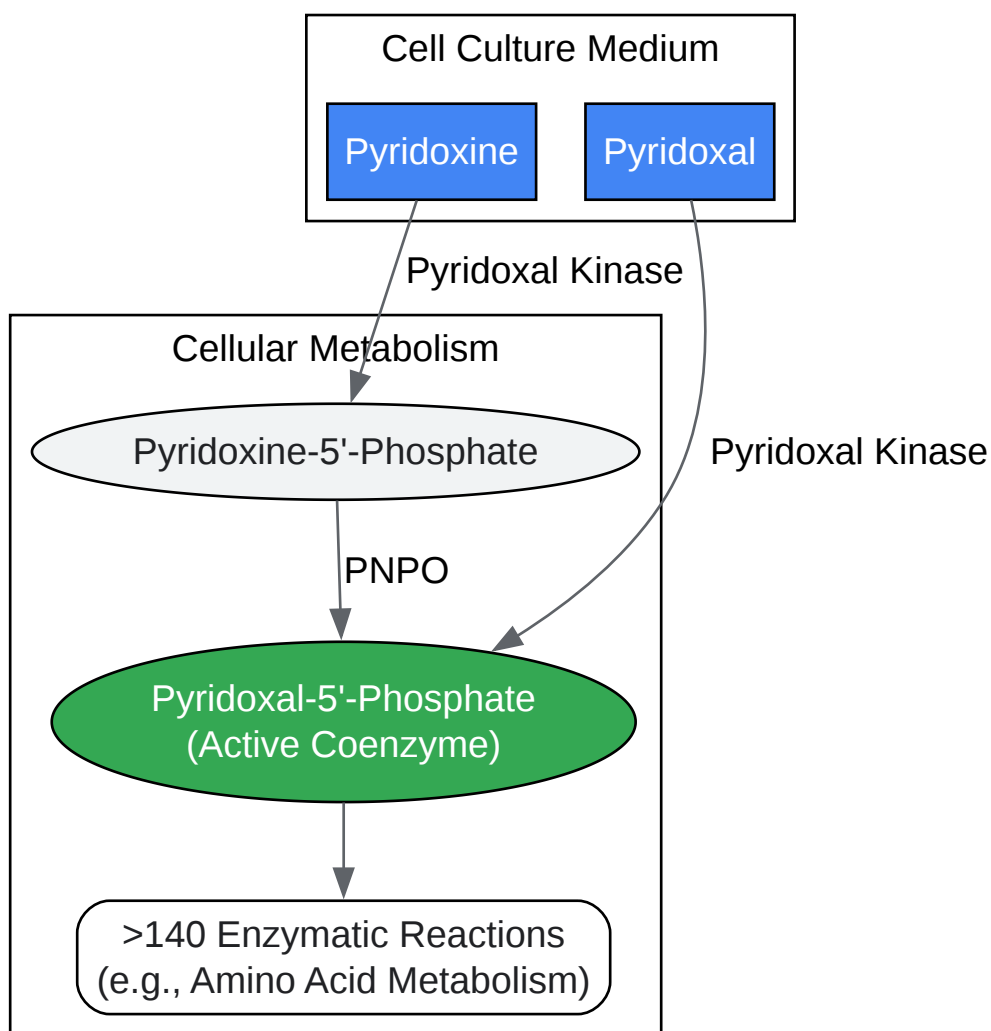 Cell Culture Medium
Pyridoxine
Pyridoxal
Pyridoxal Kinase
Cellular Metabolism
Pyridoxine-5'-Phosphate
Pyridoxal Kinase
PNPO
Pyridoxal-5'-Phosphate
(Active Coenzyme)
>140 Enzymatic Reactions
(e.g., Amino Acid Metabolism)